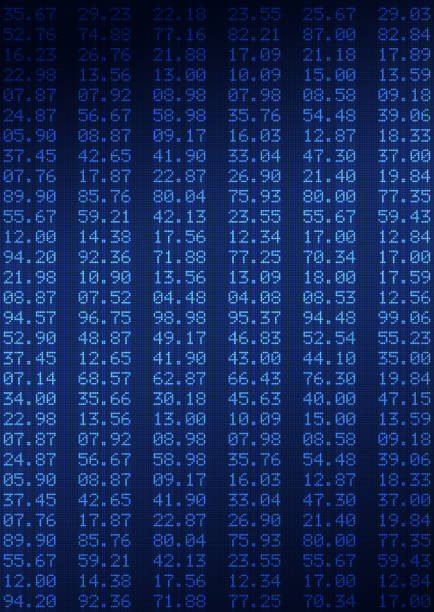 35.67 29.23 22.18 23.55 25.67 29.03
52.76 74.88 77.16 82.21 87.00 82.84
16.23 26.76 21.88 17.09 21.18 17.89
22.98 13.56 13.00 10.09 15.00 13.59
07.87 07.92 08.98 07.98 08.58 09.18
24.87 56.67 58.98 35.76 54.48 39.06
05.90 08.87 09.17 16.03 12.87 18.33
37.45 42.65 41.90 33.04 47.30 37.00
07.76 17.87 22.87 26.90 21.40 19.84
89.90 85.76 80.04 75.93 80.00 77.35
55.67 59.21 42.13 23.55 55.67 59.43
12.00 14.38 17.56 12.34 17.00 12.84
94.20 92.36 71.88 77.25 70.34 17.00
21.98 10.90 13.56 13.09 18.00 17.59
08.87 07.52 04.48 04.08 08.53 12.56
94.57 96.75 98.98 95.37 94.48 99.06
52.90 48.87 49.17 46.83 52.54 55.23
37.45 12.65 41.90 43.00 44.10 35.00
07.14 68.57 62.87 66.43 76.30 19.84
34.00 35.66 30.18 45.63 40.00 47.15
22.98 13.56 13.00 10.09 15.00 13.59
07.87 07.92 08.98 07.98 08.58 09.18
24.87 56.67 58.98 35.76 54.48 39.06
05.90 08.87 09.17 16.03 12.87 18.33
37.45 42.65 41.90 33.04 47.30 37.00
07.76 17.87 22.87 26.90 21.40 19.84
89.90 85.76 80.04 75.93 80.00 77.35
55.67 59.21 42.13 23.55 55.67 59.43
12.00 14.38 17.56 12.34 17.00 12.84
94.20 92.36 71.88 77.25 70.34 17.00